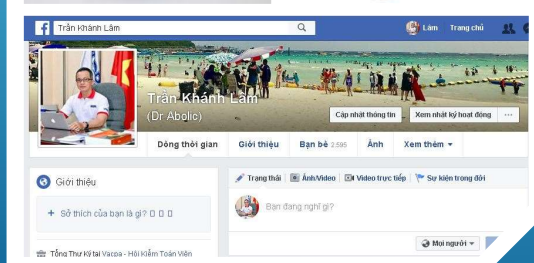 Trần Khánh Lâm
Lâm Trang chủ
Trần Khánh Lâm
(Dr Abolic)
Cập nhật thông tin
Xem nhật ký hoạt động
Dòng thời gian
Giới thiệu
Bạn bè 2.595
Ảnh
Xem thêm
Giới thiệu
+ Sở thích của bạn là gì?
Tổng Thư Ký tại Vacpa - Hội Kiểm Toán Viên
Trạng thái
Ảnh/Video
Video trực tiếp
Sự kiện trong đời
Bạn đang nghĩ gì?
Mọi người